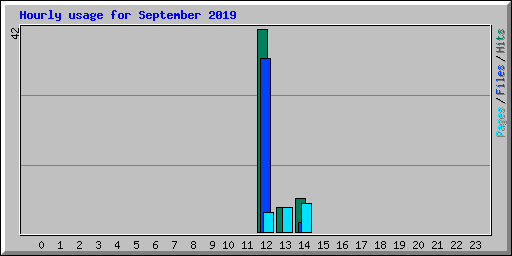 Hourly usage for September 2019
42
Pages/Files/Hits
0 1 2 3 4 5 6 7 8 9 10 11 12 13 14 15 16 17 18 19 20 21 22 23